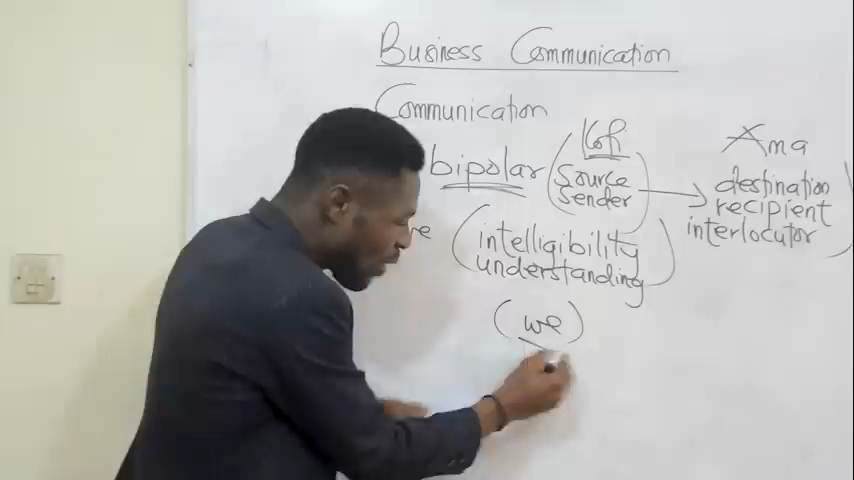 Business Communication
Communication
Kofi
Ama
bipolar (source
sender) → destination
recipient
interlocutor)
(intelligibility
understanding)
(we)